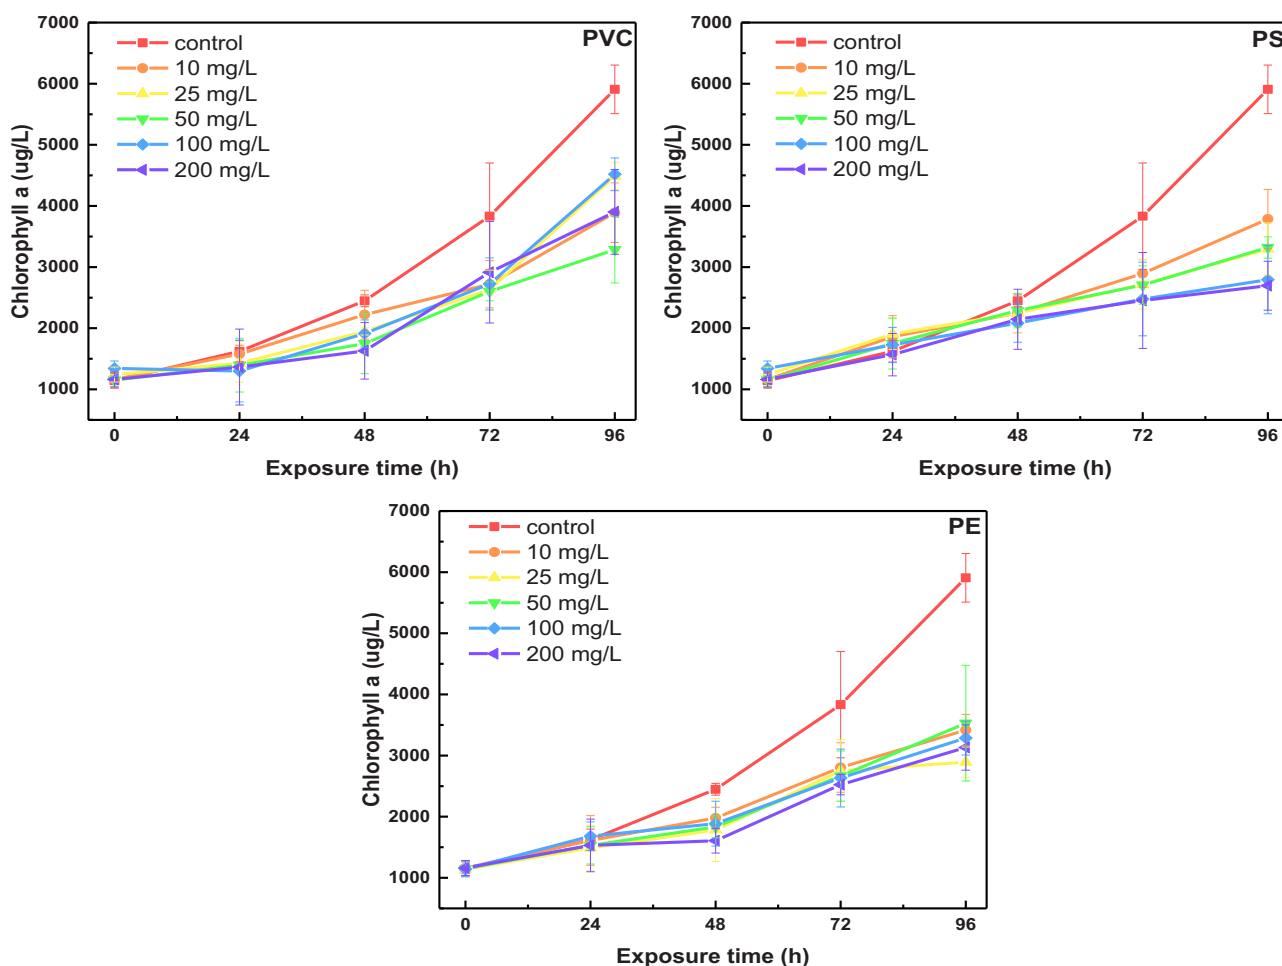 PVC
control
10 mg/L
25 mg/L
50 mg/L
100 mg/L
200 mg/L
7000
6000
5000
4000
3000
2000
1000
Chlorophyll a (ug/L)
0 24 48 72 96
Exposure time (h)
PS
control
10 mg/L
25 mg/L
50 mg/L
100 mg/L
200 mg/L
7000
6000
5000
4000
3000
2000
1000
Chlorophyll a (ug/L)
0 24 48 72 96
Exposure time (h)
PE
control
10 mg/L
25 mg/L
50 mg/L
100 mg/L
200 mg/L
7000
6000
5000
4000
3000
2000
1000
Chlorophyll a (ug/L)
0 24 48 72 96
Exposure time (h)